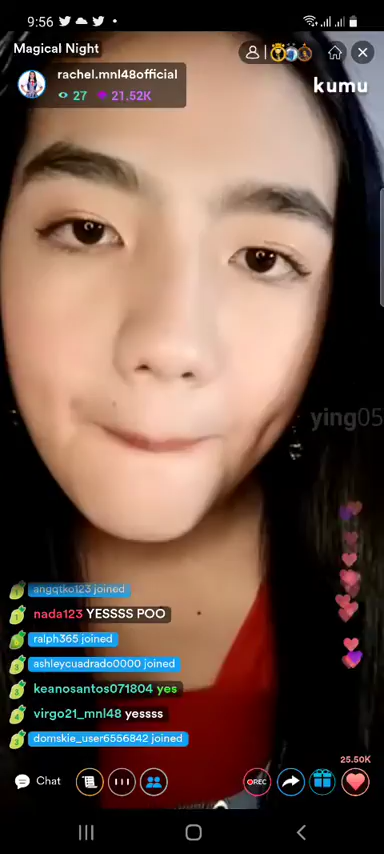 9:56
Magical Night
rachel.mnl48official
27 21.52K
kumu
ying05
angqtko123 joined
nada123 YESSSS POO
ralph365 joined
ashleycuadrado0000 joined
keanosantos071804 yes
virgo21_mnl48 yessss
domskie_user6556842 joined
25.50K
Chat
REC